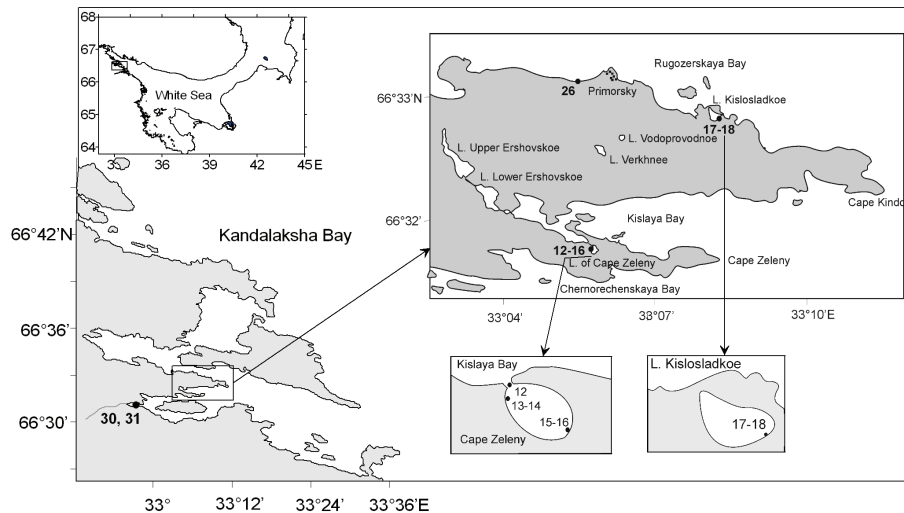 68
67
66
65
64
White Sea
33
36
39
42
45 E
66°42'N
66°36'
66°30'
Kandalaksha Bay
30, 31
33°
33°12'
33°24'
33°36'E
66°33'
66°32'
Rugozerskaya Bay
26
Primorsky
L. Kislosladkoe
17-18
L. Vodoprovodnoe
L. Verkhnee
L. Upper Ershovskoe
L. Lower Ershovskoe
Cape Kindo
Kislaya Bay
12-16
L. of Cape Zeleny
Cape Zeleny
Chernorechenskaya Bay
33°04'
33°07'
33°10'E
Kislaya Bay
12
13-14
15-16
Cape Zeleny
L. Kislosladkoe
17-18